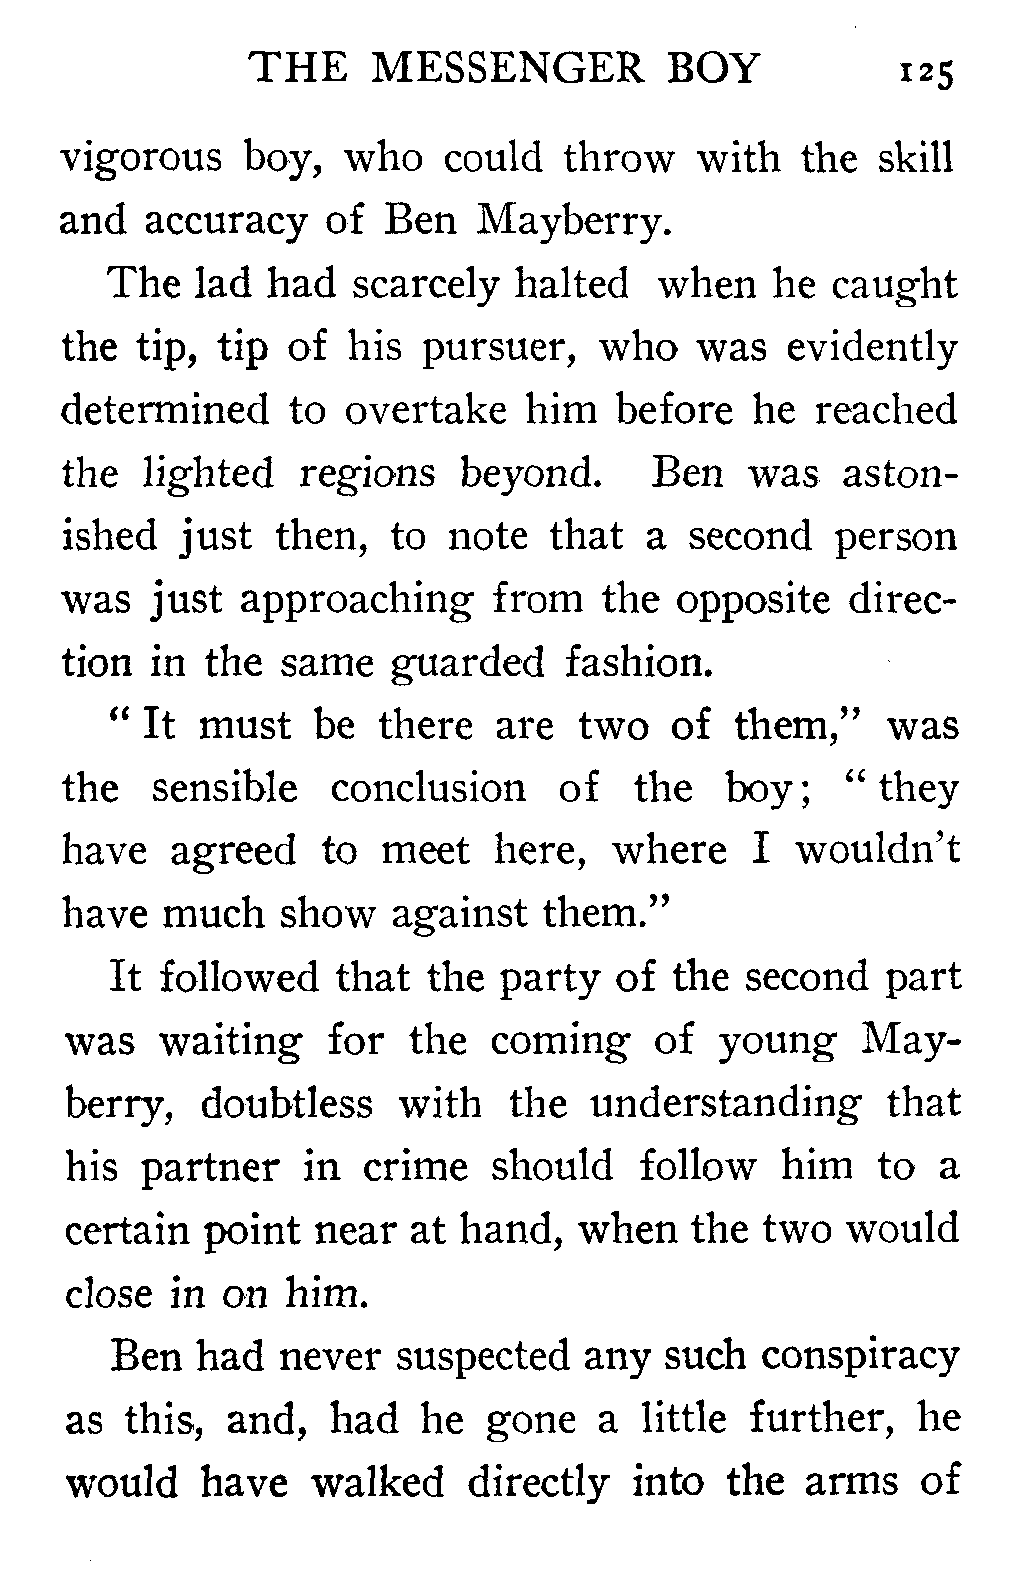 THE MESSENGER BOY 125
vigorous boy, who could throw with the skill
and accuracy of Ben Mayberry.
The lad had scarcely halted when he caught
the tip, tip of his pursuer, who was evidently
determined to overtake him before he reached
the lighted regions beyond. Ben was aston-
ished just then, to note that a second person
was just approaching from the opposite direc-
tion in the same guarded fashion.
“ It must be there are two of them,” was
the sensible conclusion of the boy; “ they
have agreed to meet here, where I wouldn’t
have much show against them.”
It followed that the party of the second part
was waiting for the coming of young May-
berry, doubtless with the understanding that
his partner in crime should follow him to a
certain point near at hand, when the two would
close in on him.
Ben had never suspected any such conspiracy
as this, and, had he gone a little further, he
would have walked directly into the arms of